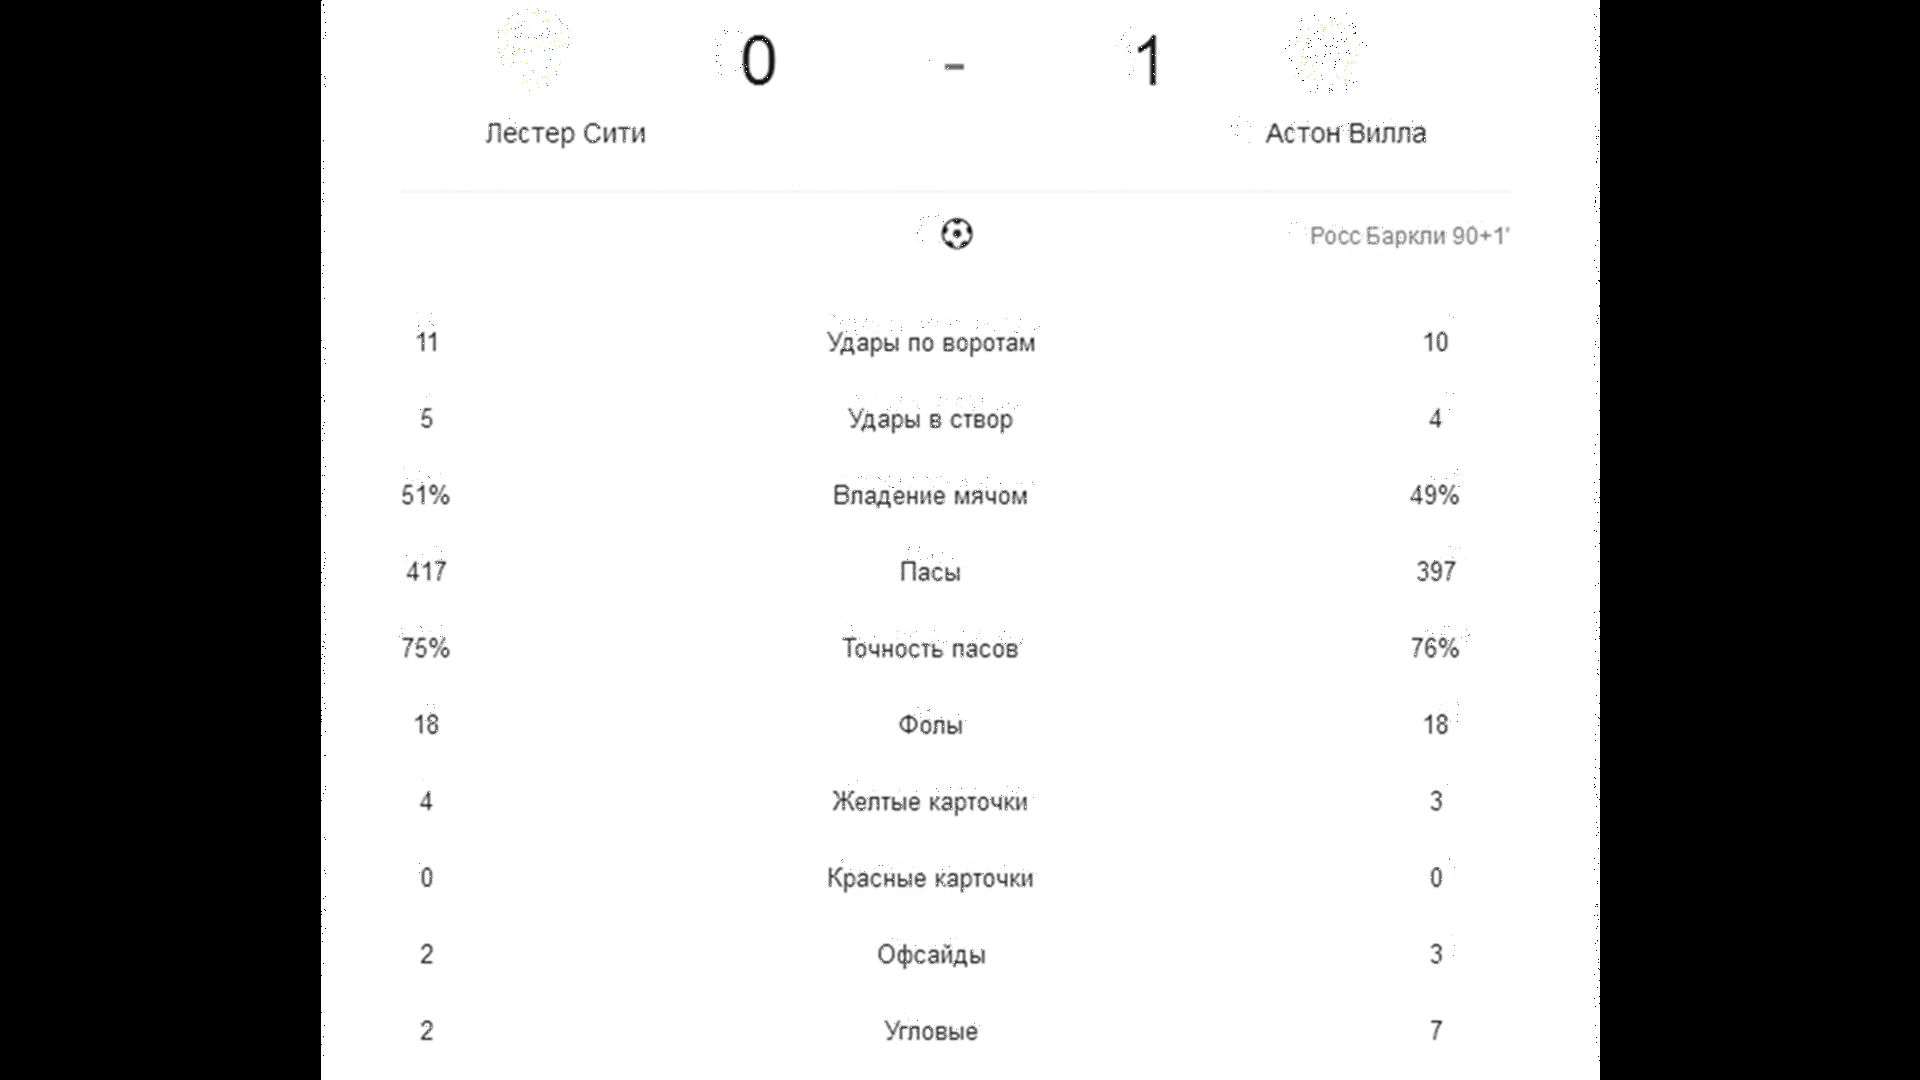 0 - 1
Лестер Сити Астон Вилла
Росс Баркли 90+1'
11 Удары по воротам 10
5 Удары в створ 4
51% Владение мячом 49%
417 Пасы 397
75% Точность пасов 76%
18 Фолы 18
4 Желтые карточки 3
0 Красные карточки 0
2 Офсайды 3
2 Угловые 7